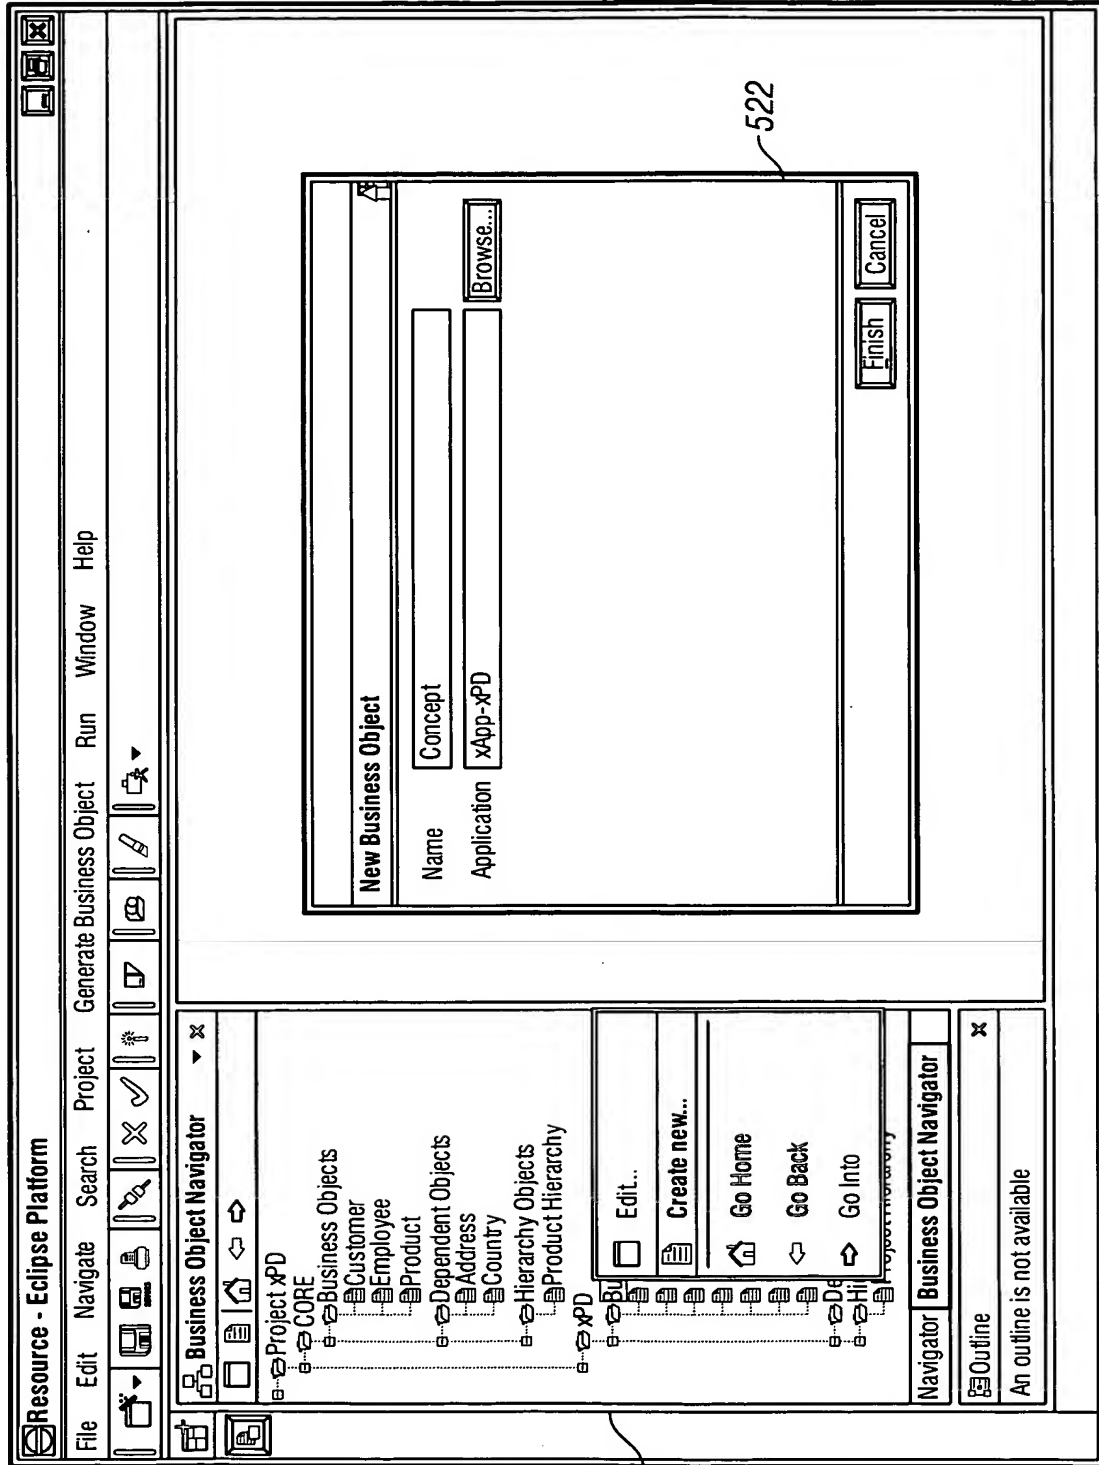 Resource - Eclipse Platform
File Edit Navigate Search Project Generate Business Object Run Window Help
Business Object Navigator
Project xPD
CORE
Business Objects
Customer
Employee
Product
Dependent Objects
Address
Country
Hierarchy Objects
Product Hierarchy
xPD
Bu
De
Hi
Edit...
Create new...
Go Home
Go Back
Go Into
Navigator Business Object Navigator
Outline
An outline is not available
New Business Object
Name Concept
Application xApp-xPD Browse...
Finish Cancel
522